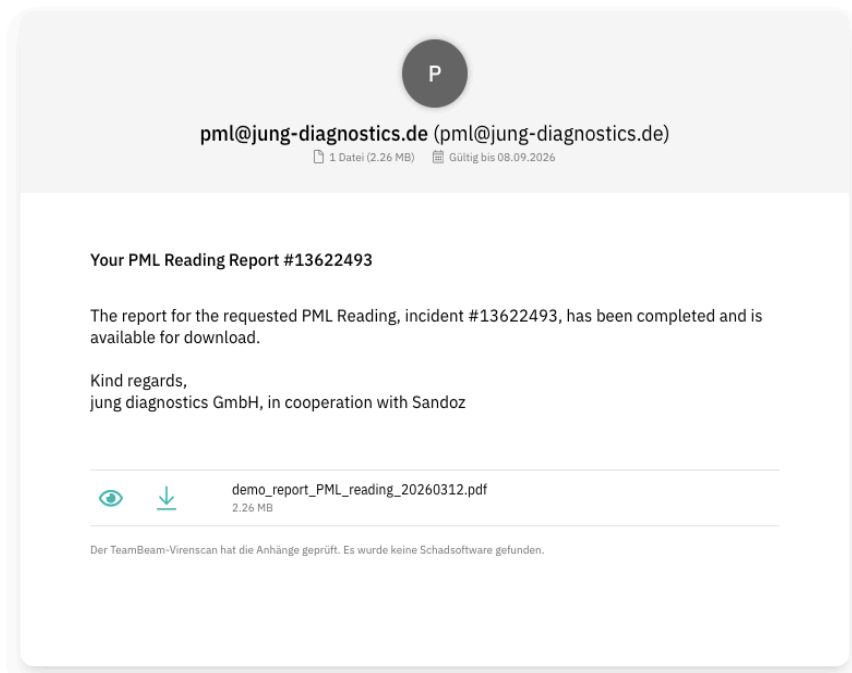 P
pml@jung-diagnostics.de (pml@jung-diagnostics.de)
1 Datei (2.26 MB) Gültig bis 08.09.2026
Your PML Reading Report #13622493
The report for the requested PML Reading, incident #13622493, has been completed and is
available for download.
Kind regards,
jung diagnostics GmbH, in cooperation with Sandoz
demo_report_PML_reading_20260312.pdf
2.26 MB
Der TeamBeam-Virenscan hat die Anhänge geprüft. Es wurde keine Schadsoftware gefunden.